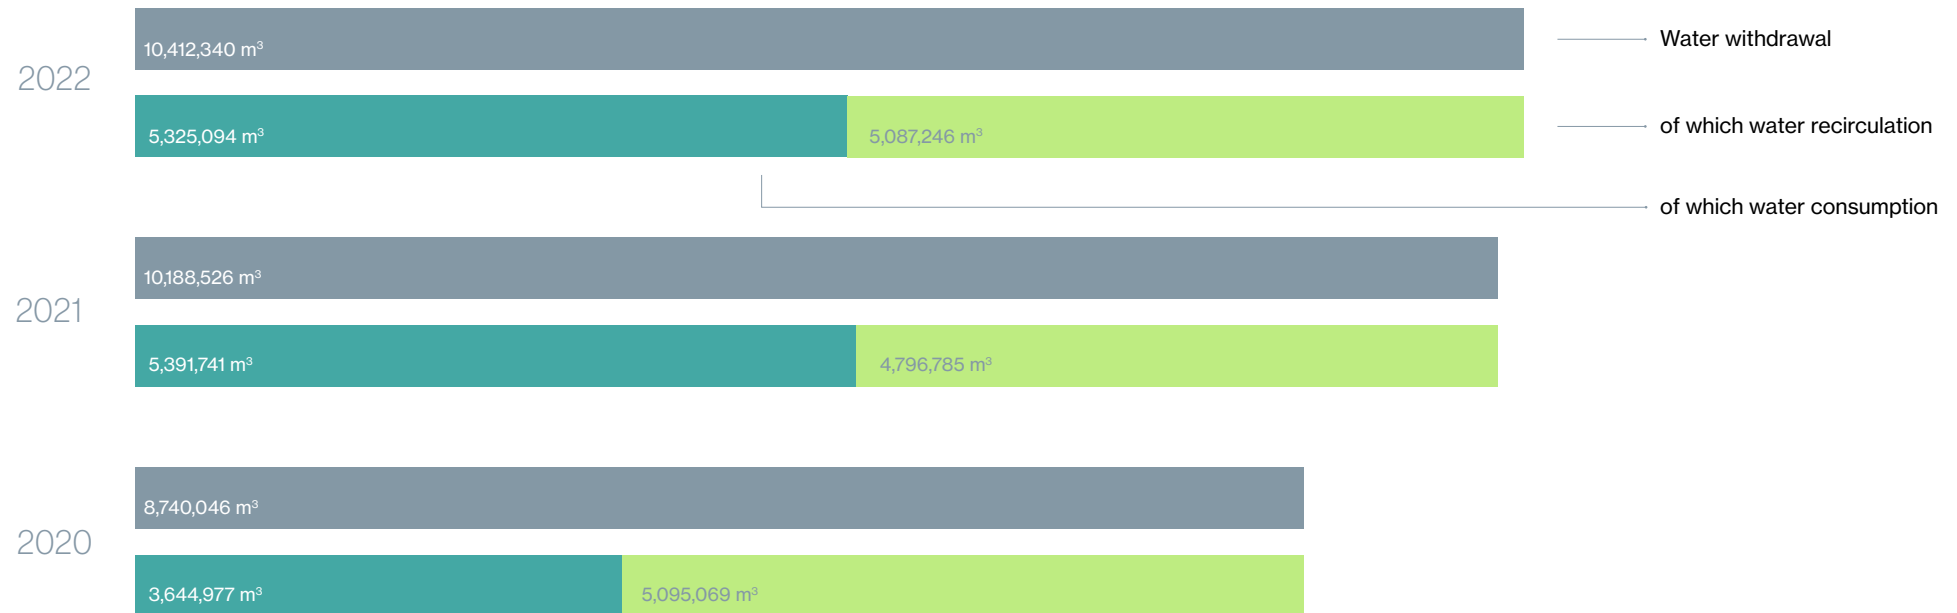 2022
10,412,340 m³
Water withdrawal
5,325,094 m³
5,087,246 m³
of which water recirculation
of which water consumption
2021
10,188,526 m³
5,391,741 m³
4,796,785 m³
2020
8,740,046 m³
3,644,977 m³
5,095,069 m³